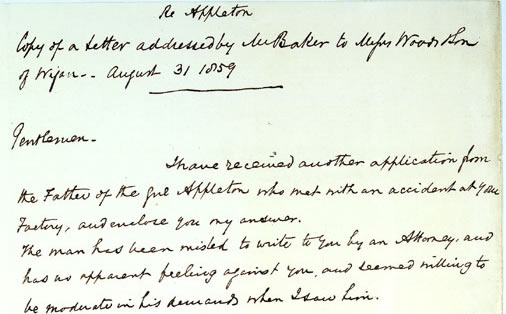 Re Appleton
Copy of a Letter addressed by Mr Baker to Messrs Woods & Son
of Wigan -- August 31 1859
Gentlemen -
I have received another application from
the Father of the girl Appleton who met with an accident at your
Factory, and enclose you my answer.
The man has been misled to write to you by an Attorney, and
has no apparent feeling against you, and seemed willing to
be moderate in his demands when I saw him.